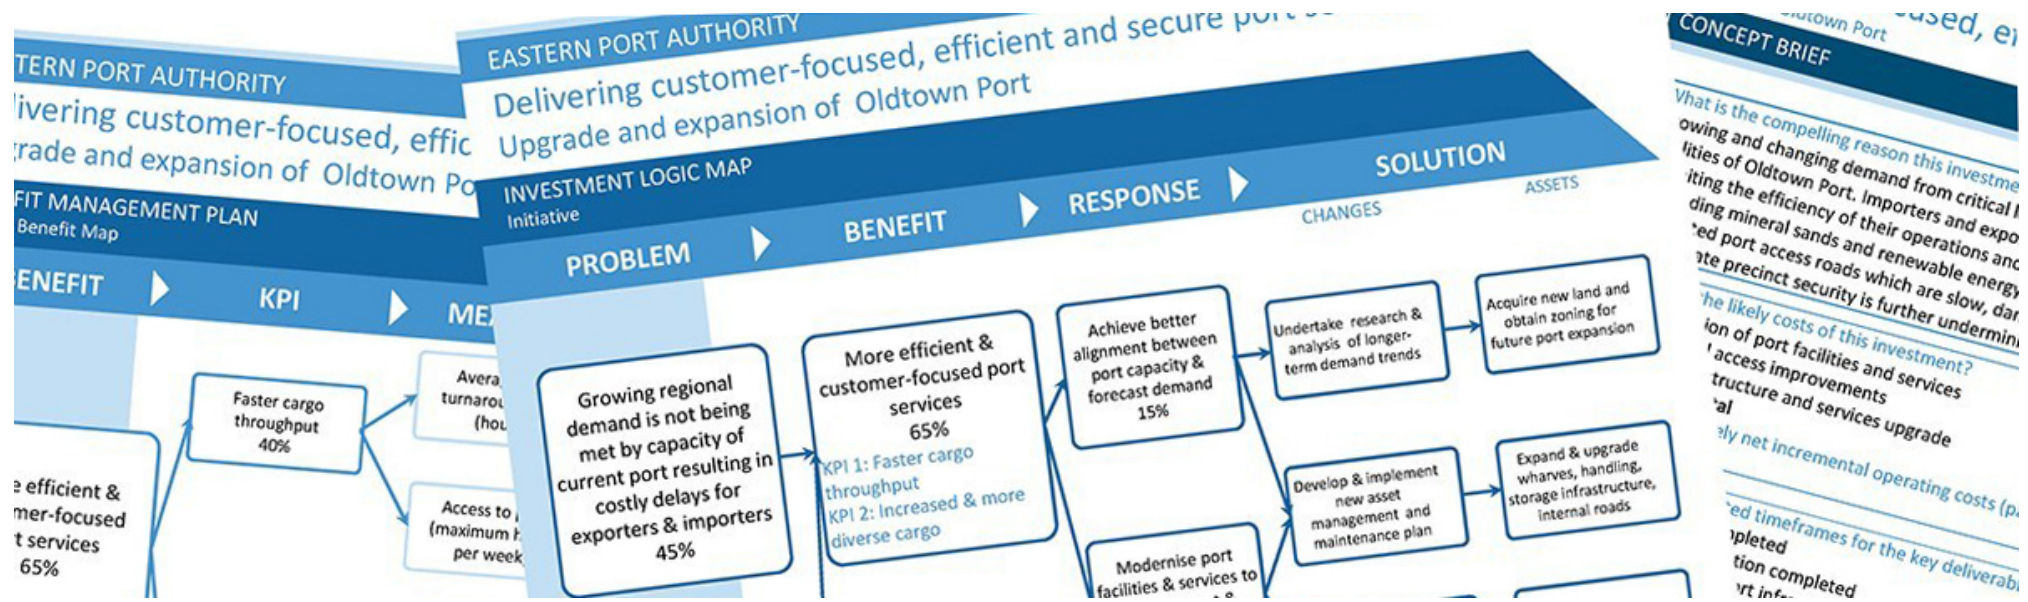 TERN PORT AUTHORITY
ivering customer-focused, effic
rade and expansion of Oldtown Po
FIT MANAGEMENT PLAN
Benefit Map
ENEFIT
KPI
ME
Faster cargo
throughput
40%
Avera
turnarou
(hou
Access to
(maximum h
per week
e efficient &
mer-focused
t services
65%
EASTERN PORT AUTHORITY
Delivering customer-focused, efficient and secure port s
Upgrade and expansion of Oldtown Port
INVESTMENT LOGIC MAP
Initiative
PROBLEM
BENEFIT
RESPONSE
SOLUTION
CHANGES
ASSETS
Growing regional
demand is not being
met by capacity of
current port resulting in
costly delays for
exporters & importers
45%
More efficient &
customer-focused port
services
65%
KPI 1: Faster cargo
throughput
KPI 2: Increased & more
diverse cargo
Achieve better
alignment between
port capacity &
forecast demand
15%
Modernise port
facilities & services to
Undertake research &
analysis of longer-
term demand trends
Acquire new land and
obtain zoning for
future port expansion
Develop & implement
new asset
management and
maintenance plan
Expand & upgrade
wharves, handling,
storage infrastructure,
internal roads
used, e
ldtown Port
CONCEPT BRIEF
What is the compelling reason this investme
owing and changing demand from critical
lities of Oldtown Port. Importers and expo
iting the efficiency of their operations and
ding mineral sands and renewable energy
ted port access roads which are slow, dan
ate precinct security is further undermin
he likely costs of this investment?
ion of port facilities and services
access improvements
tructure and services upgrade
al
ely net incremental operating costs (p
ed timeframes for the key deliverab
mpleted
tion completed